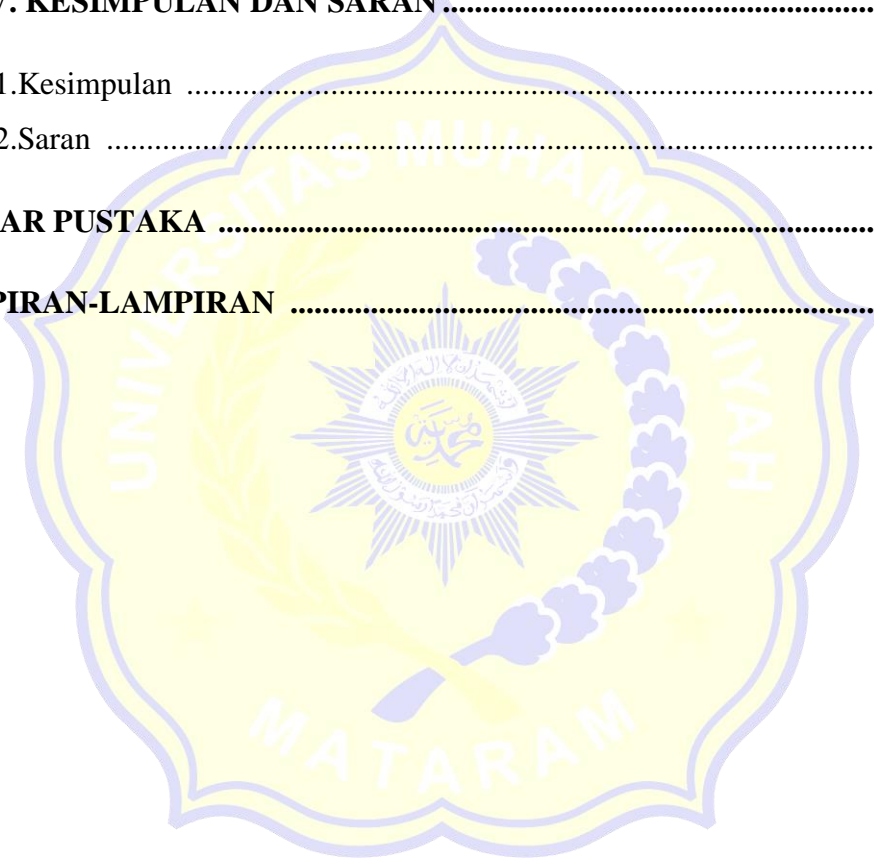 KESIMPULAN DAN SARAN ................................................................
1.Kesimpulan ................................................................................
2.Saran ................................................................................
AR PUSTAKA ................................................................................
PIRAN-LAMPIRAN ................................................................
UNIVERSITAS MUHAMMADIYAH
MATARAM